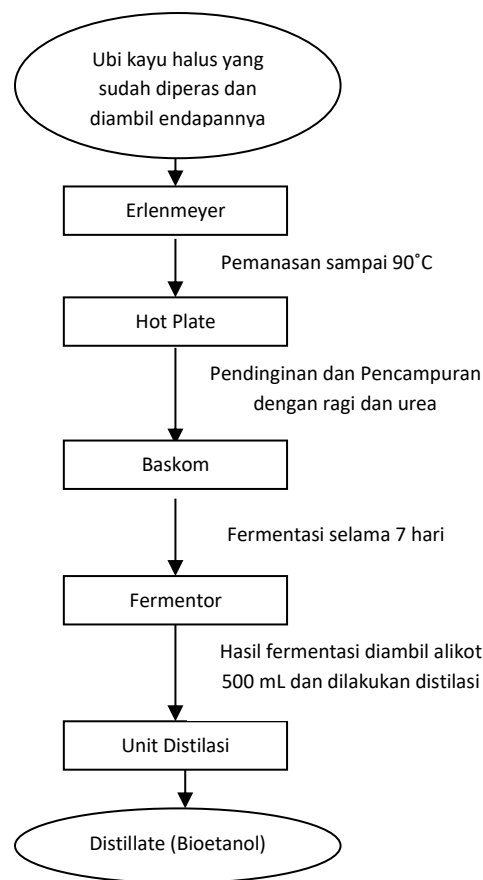 Ubi kayu halus yang
sudah diperas dan
diambil endapannya
Erlenmeyer
Pemanasan sampai 90˚C
Hot Plate
Pendinginan dan Pencampuran
dengan ragi dan urea
Baskom
Fermentasi selama 7 hari
Fermentor
Hasil fermentasi diambil alikot
500 mL dan dilakukan distilasi
Unit Distilasi
Distillate (Bioetanol)